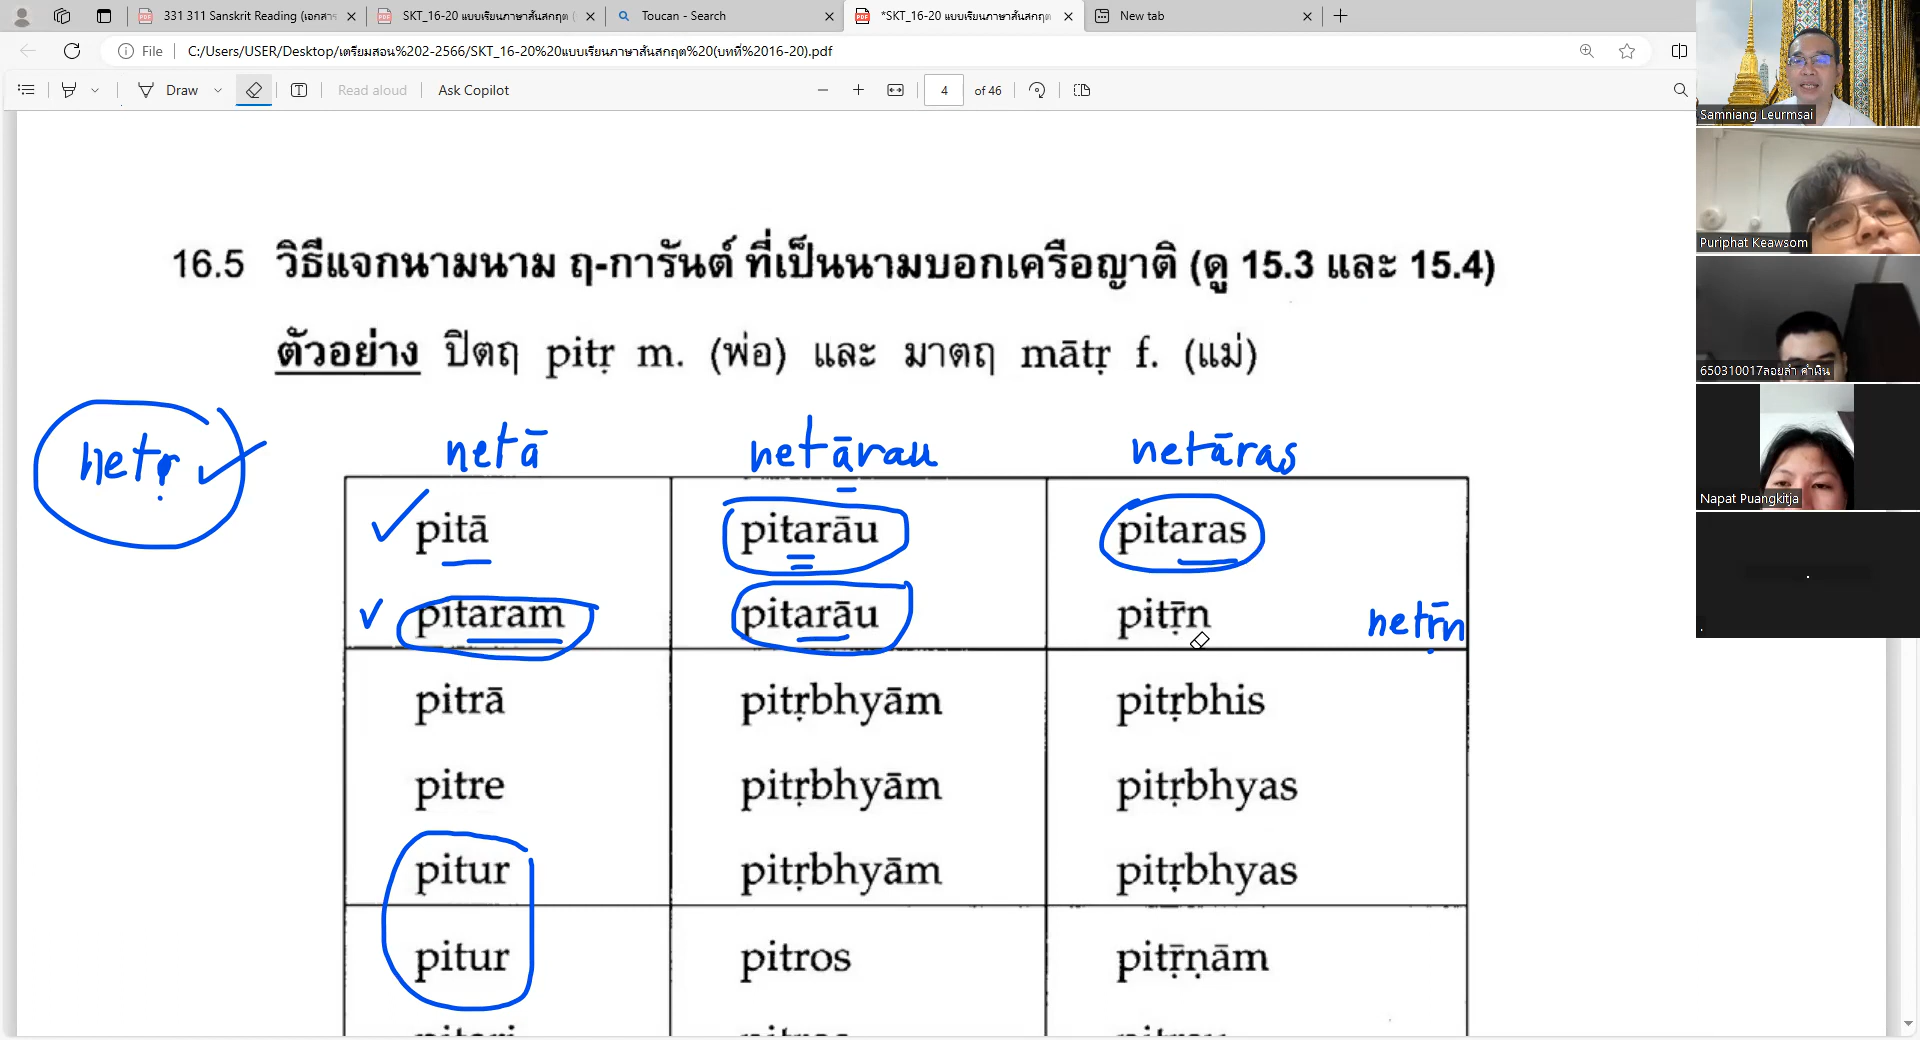 331 311 Sanskrit Reading (เอกสาร
SKT_16-20 แบบเรียนภาษาสันสกฤต (
Toucan - Search
*SKT_16-20 แบบเรียนภาษาสันสกฤต
New tab
File
C:/Users/USER/Desktop/เตรียมสอน%202-2566/SKT_16-20%20แบบเรียนภาษาสันสกฤต%20(บทที่%2016-20).pdf
Draw
Read aloud
Ask Copilot
4 of 46
16.5 วิธีแจกนามนาม ฤ-การันต์ ที่เป็นนามบอกเครือญาติ (ดู 15.3 และ 15.4)
ตัวอย่าง ปิตฤ pitṛ m. (พ่อ) และ มาตฤ mātṛ f. (แม่)
netṛ
netā netārau netāras
pitā pitarāu pitaras
pitaram pitarāu pitṝn netṝn
pitrā pitṛbhyām pitṛbhis
pitre pitṛbhyām pitṛbhyas
pitur pitṛbhyām pitṛbhyas
pitur pitros pitṝṇām
Samniang Leurmsai
Puriphat Keawsom
650310017ลอยลำ คำผิน
Napat Puangkitja